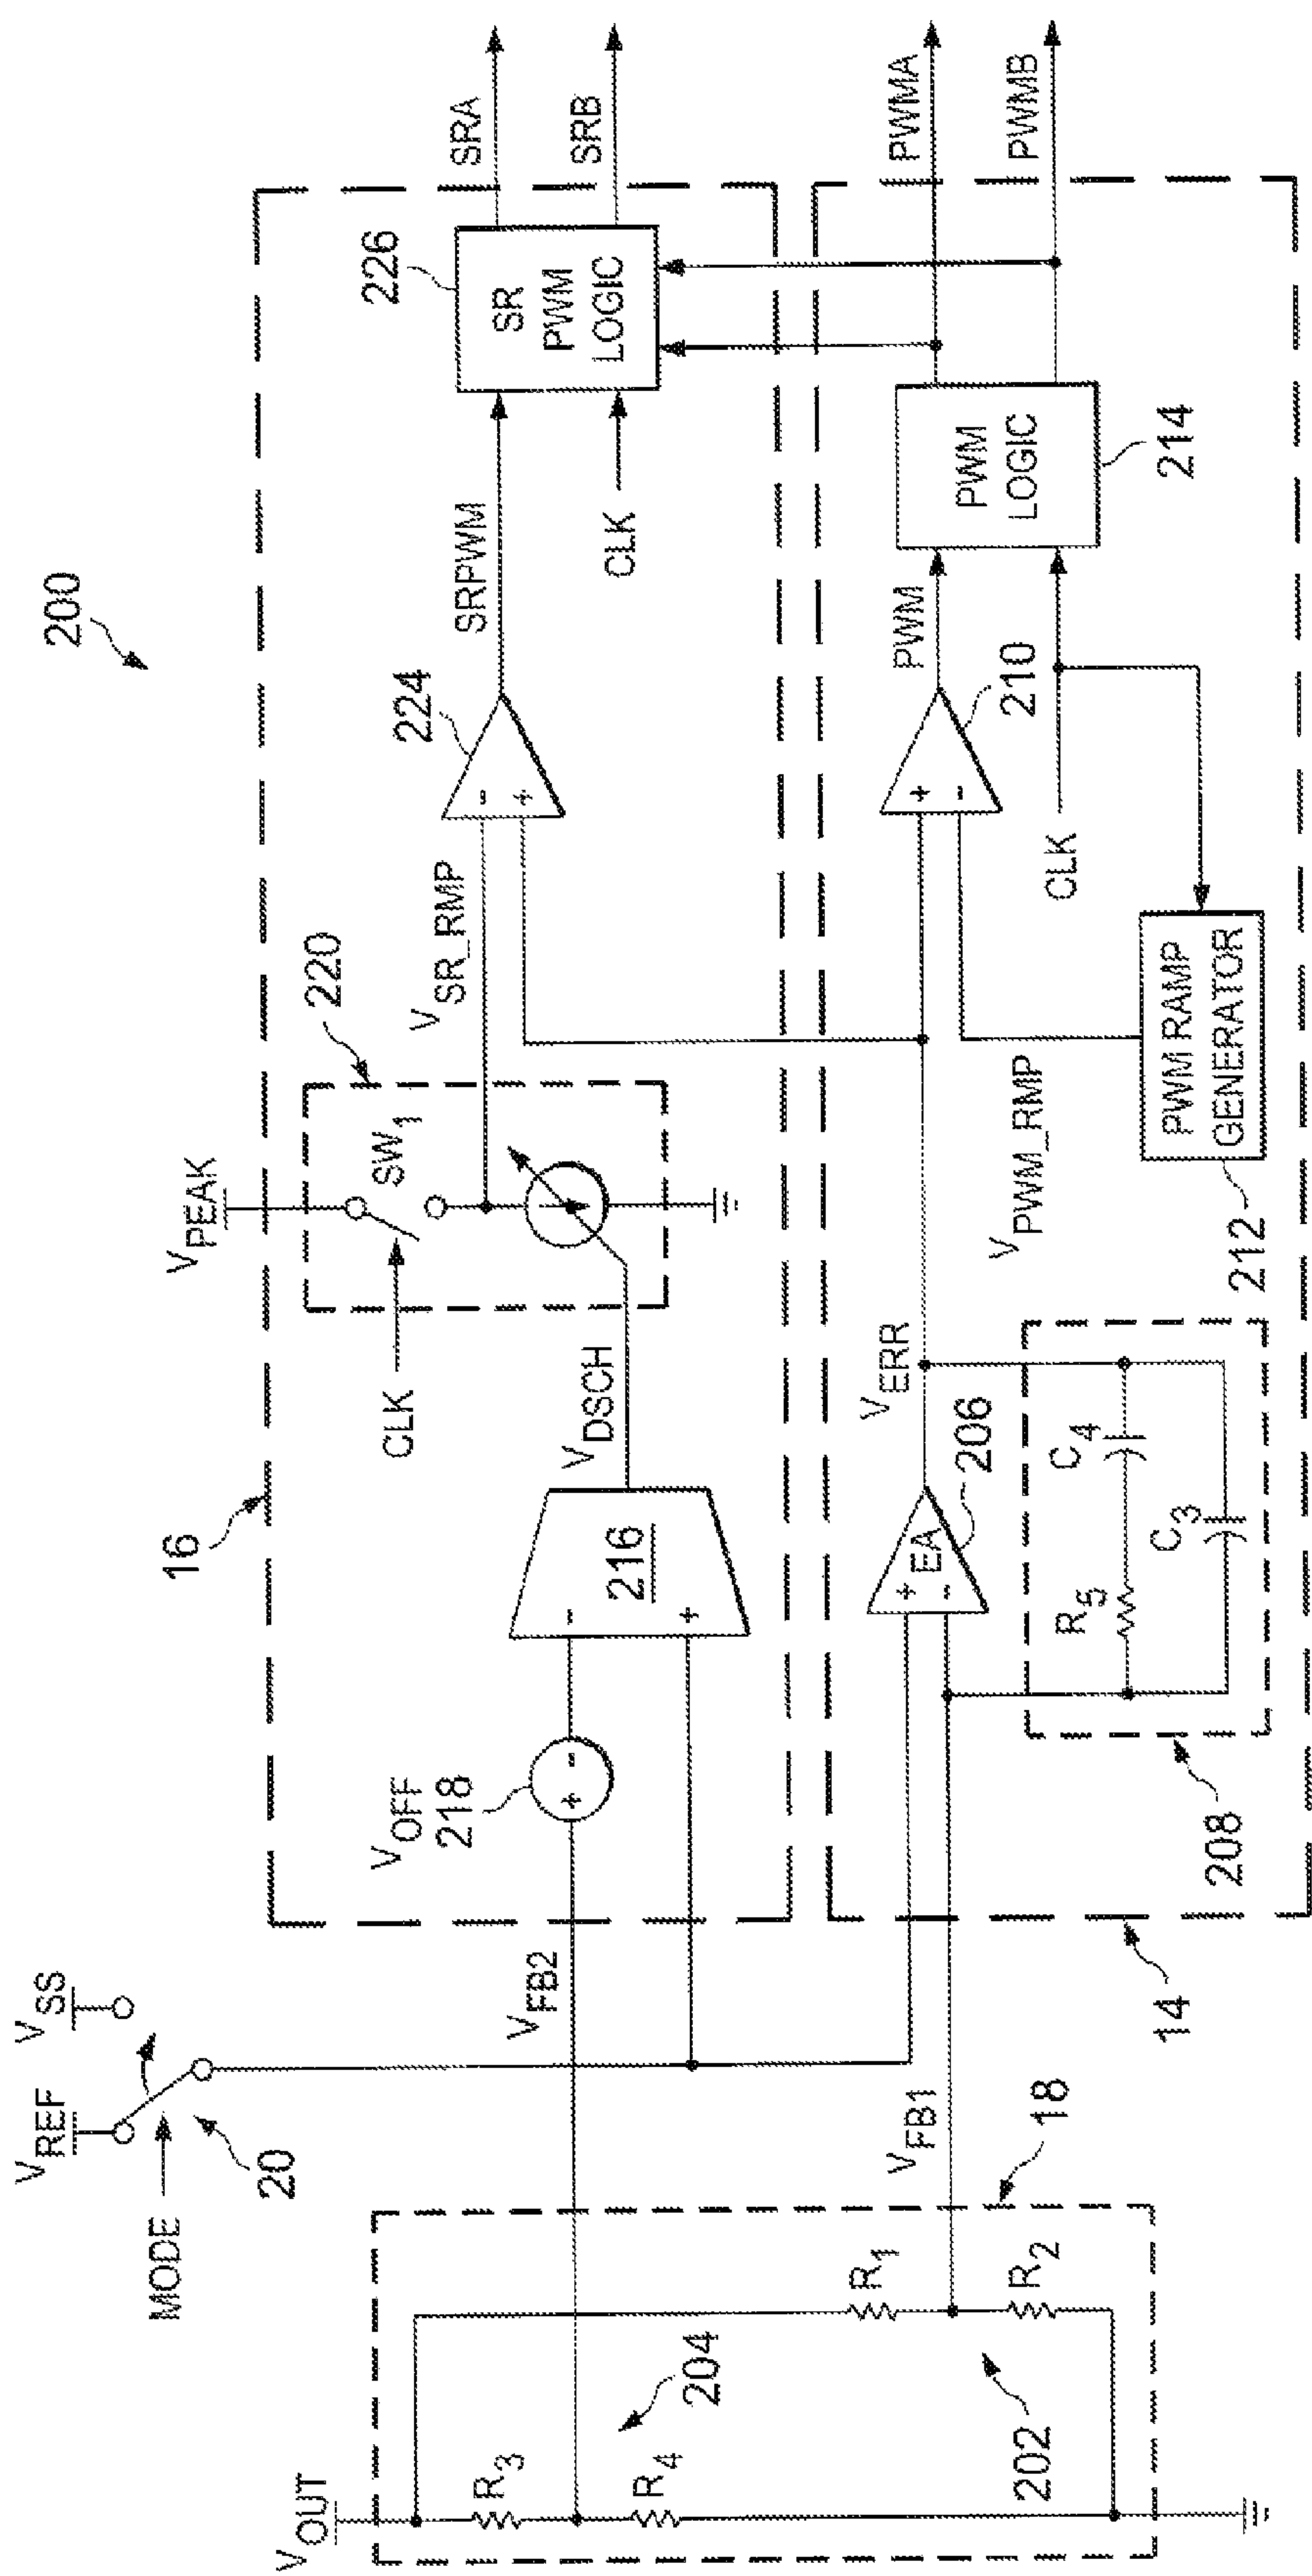 200
V_REF
V_SS
MODE
20
V_OUT
R_3
R_4
204
R_1
R_2
202
18
V_FB2
V_FB1
16
V_OFF
218
-
+
+
-
216
V_DSCH
V_PEAK
CLK
SW_1
220
V_SR_RMP
-
+
224
SRPWM
CLK
SR
PWM
LOGIC
226
SRA
SRB
14
+
-
EA
206
V_ERR
R_5
C_4
C_3
208
V_PWM_RMP
PWM RAMP
GENERATOR
212
CLK
+
-
210
PWM
PWM
LOGIC
214
PWMA
PWMB